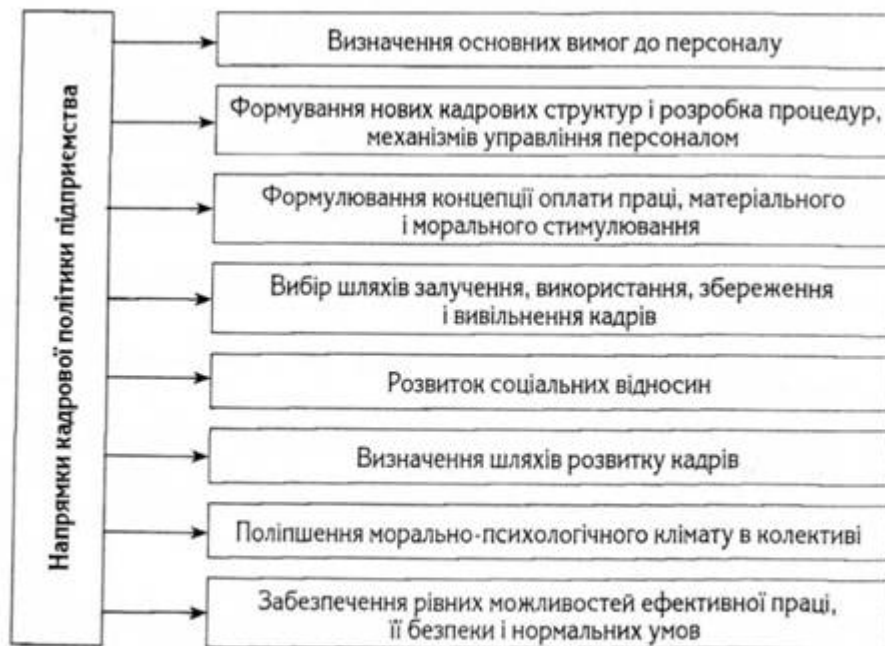 Напрямки кадрової політики підприємства
Визначення основних вимог до персоналу
Формування нових кадрових структур і розробка процедур,
механізмів управління персоналом
Формулювання концепції оплати праці, матеріального
і морального стимулювання
Вибір шляхів залучення, використання, збереження
і вивільнення кадрів
Розвиток соціальних відносин
Визначення шляхів розвитку кадрів
Поліпшення морально-психологічного клімату в колективі
Забезпечення рівних можливостей ефективної праці,
її безпеки і нормальних умов